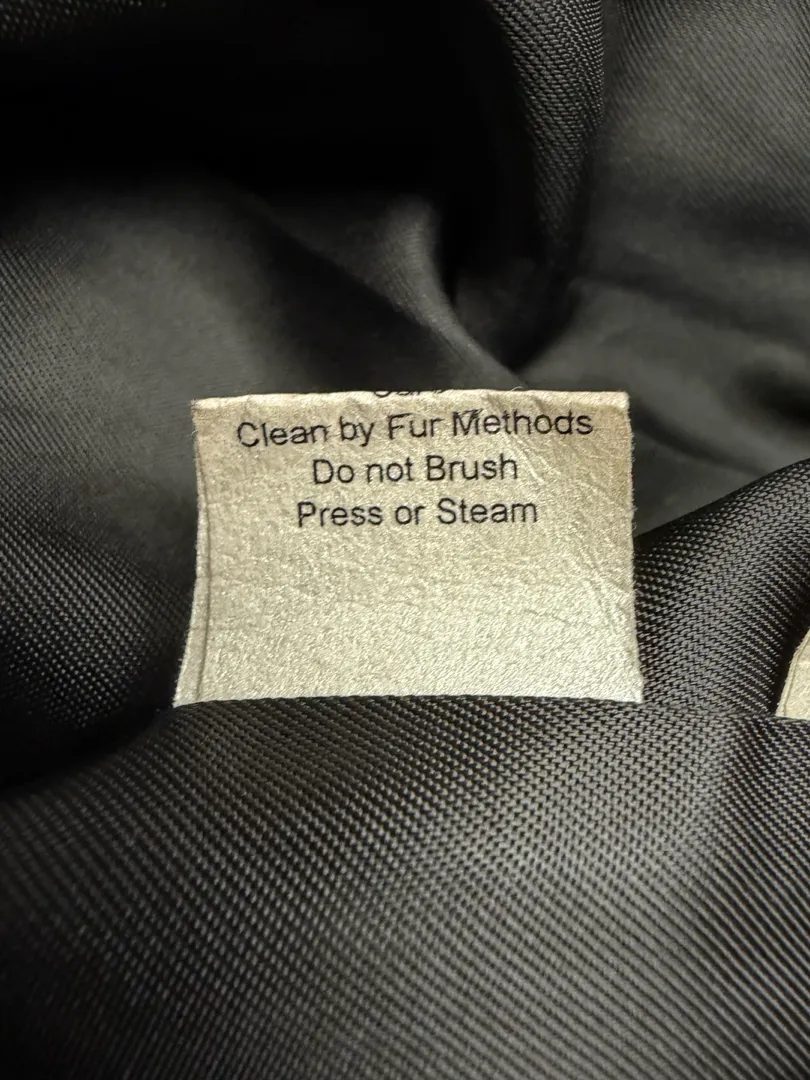 Clean by Fur Methods
Do not Brush
Press or Steam